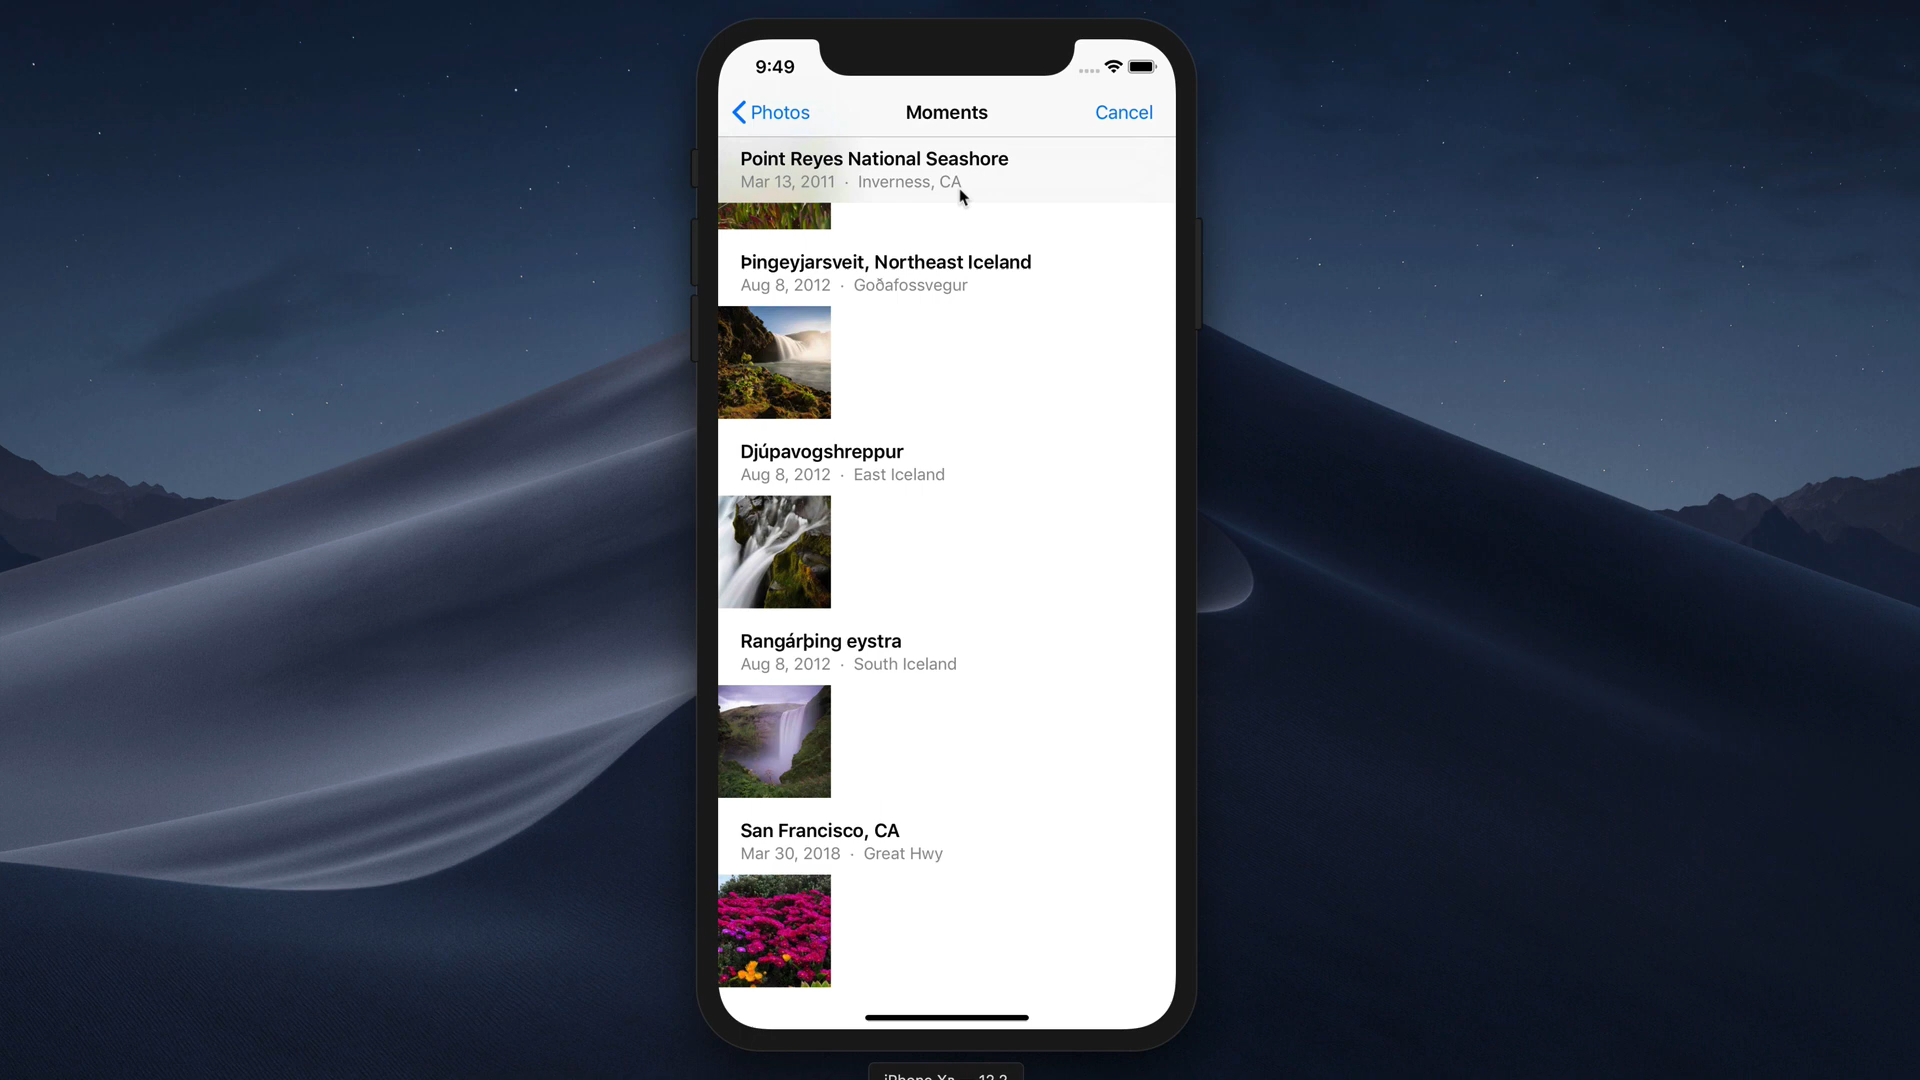 9:49
Photos
Moments
Cancel
Point Reyes National Seashore
Mar 13, 2011 · Inverness, CA
Þingeyjarsveit, Northeast Iceland
Aug 8, 2012 · Goðafossvegur
Djúpavogshreppur
Aug 8, 2012 · East Iceland
Rangárþing eystra
Aug 8, 2012 · South Iceland
San Francisco, CA
Mar 30, 2018 · Great Hwy
iPhone